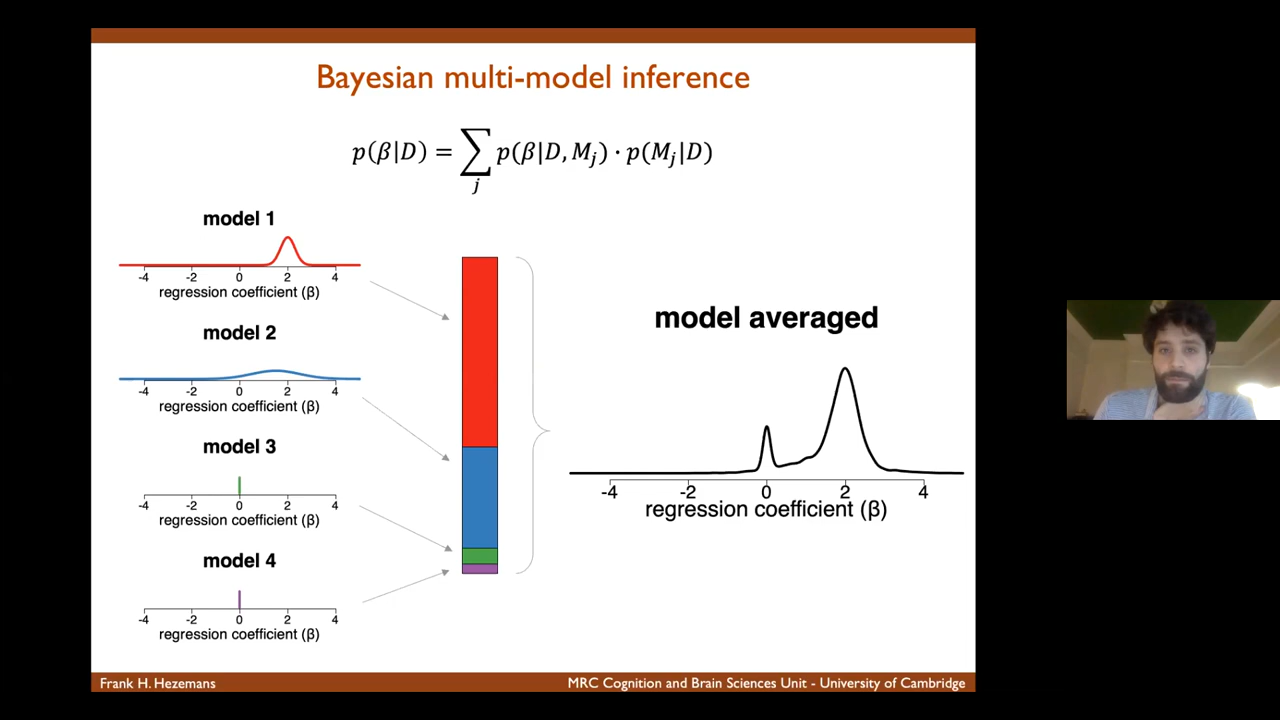 Bayesian multi-model inference
p(β|D) = ∑ p(β|D, Mⱼ) · p(Mⱼ|D)
j
model 1
-4 -2 0 2 4
regression coefficient (β)
model 2
-4 -2 0 2 4
regression coefficient (β)
model 3
-4 -2 0 2 4
regression coefficient (β)
model 4
-4 -2 0 2 4
regression coefficient (β)
model averaged
-4 -2 0 2 4
regression coefficient (β)
Frank H. Hezemans
MRC Cognition and Brain Sciences Unit - University of Cambridge